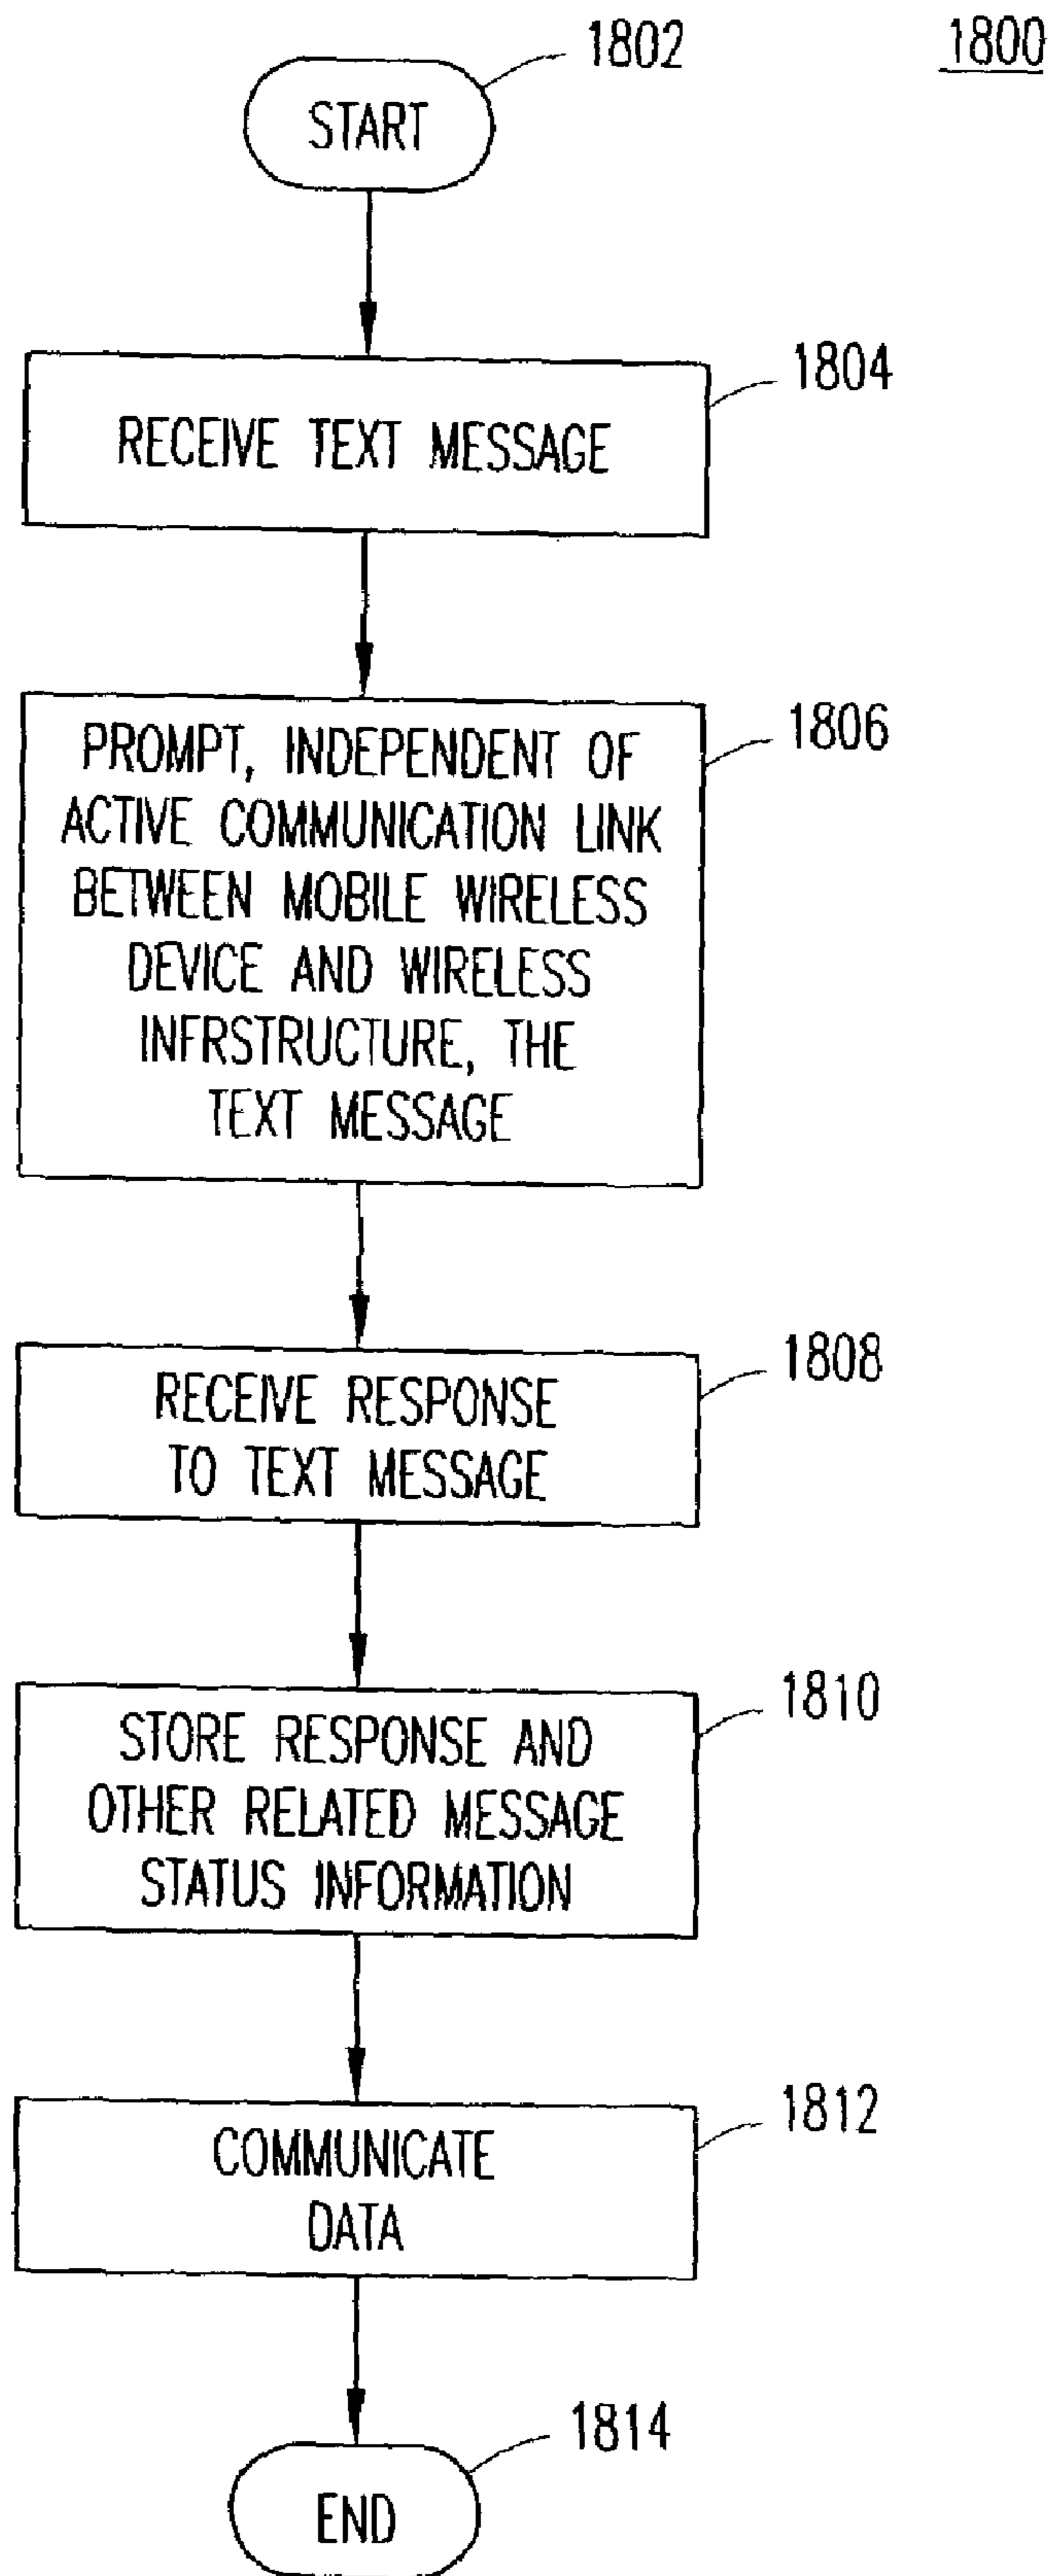 1800
1802
START
1804
RECEIVE TEXT MESSAGE
1806
PROMPT, INDEPENDENT OF
ACTIVE COMMUNICATION LINK
BETWEEN MOBILE WIRELESS
DEVICE AND WIRELESS
INFRSTRUCTURE, THE
TEXT MESSAGE
1808
RECEIVE RESPONSE
TO TEXT MESSAGE
1810
STORE RESPONSE AND
OTHER RELATED MESSAGE
STATUS INFORMATION
1812
COMMUNICATE
DATA
1814
END